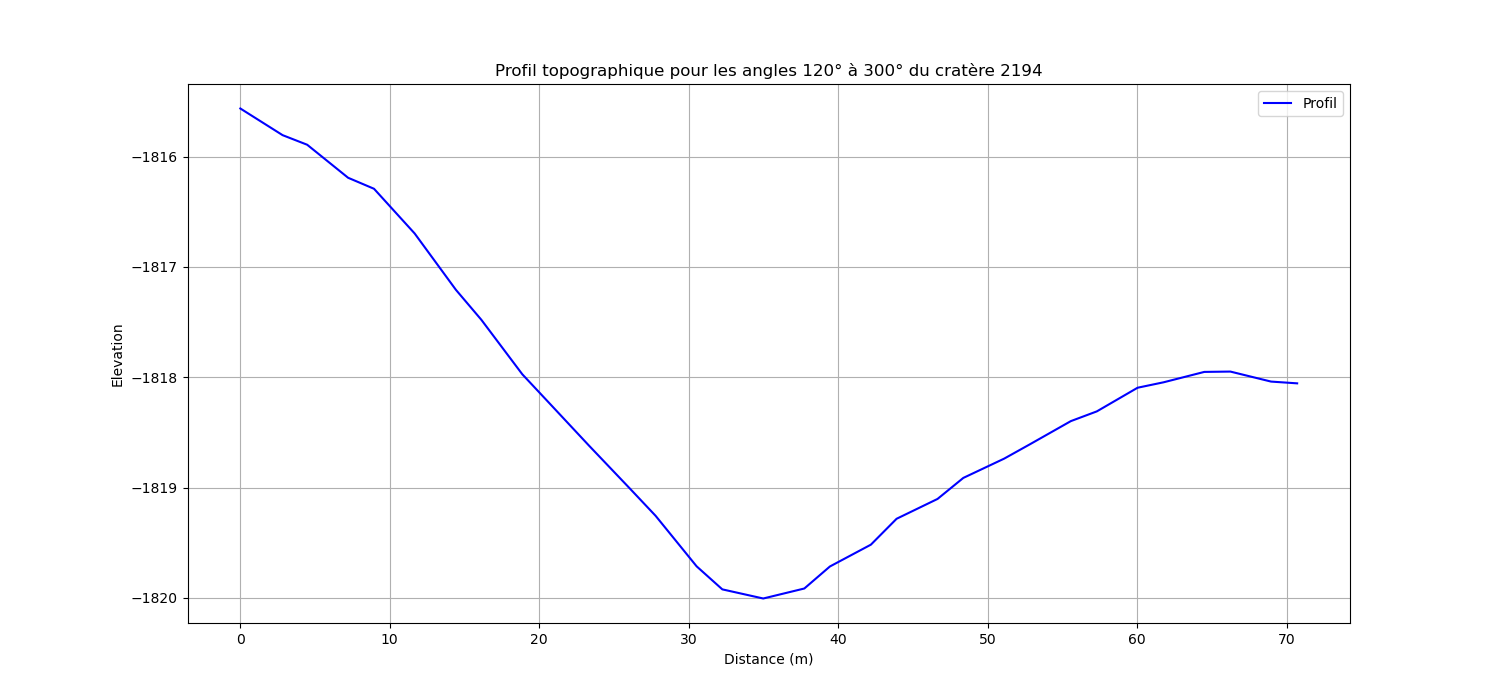 Profil topographique pour les angles 120° à 300° du cratère 2194
Profil
−1816
−1817
−1818
−1819
−1820
Elevation
0 10 20 30 40 50 60 70
Distance (m)